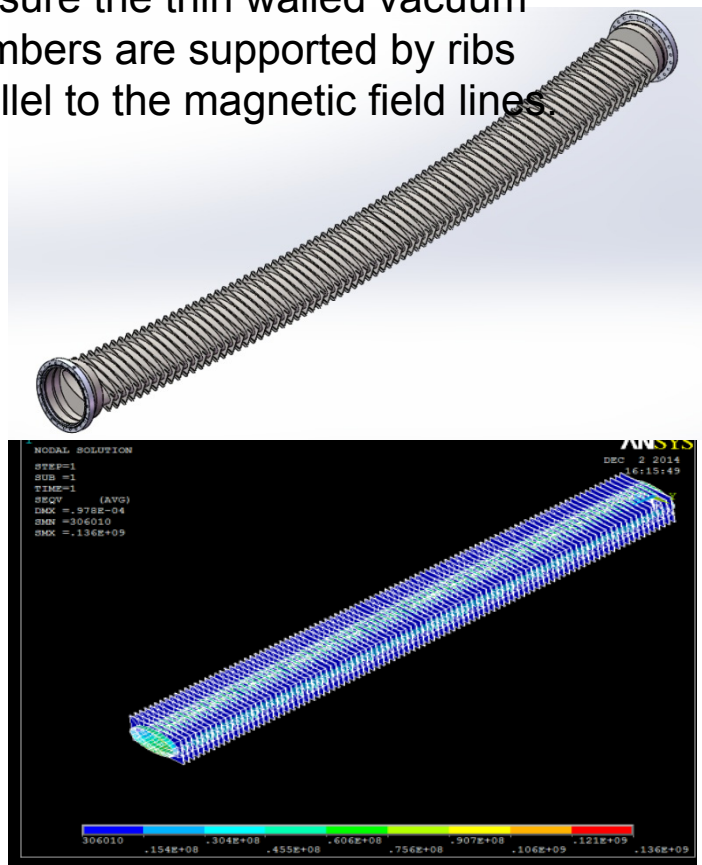 sure the thin walled vacuum
mbers are supported by ribs
llel to the magnetic field lines.
1
NODAL SOLUTION
STEP=1
SUB =1
TIME=1
SEQV (AVG)
DMX =.978E-04
SMN =306010
SMX =.136E+09
ANSYS
DEC 2 2014
16:15:49
306010 .304E+08 .606E+08 .907E+08 .121E+09
.154E+08 .455E+08 .756E+08 .106E+09 .136E+09